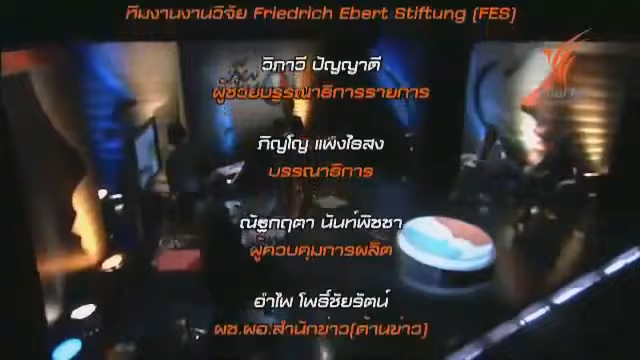 ทีมงานงานวิจัย Friedrich Ebert Stiftung (FES)
วิภาวี ปัญญาดี
ผู้ช่วยบรรณาธิการรายการ
ภิญโญ แพ่งไธสง
บรรณาธิการ
ณัฐกฤตา นันท์พิชชา
ผู้ควบคุมการผลิต
อำไพ โพธิ์ชัยรัตน์
ผช.ผอ.สำนักข่าว(ด้านข่าว)